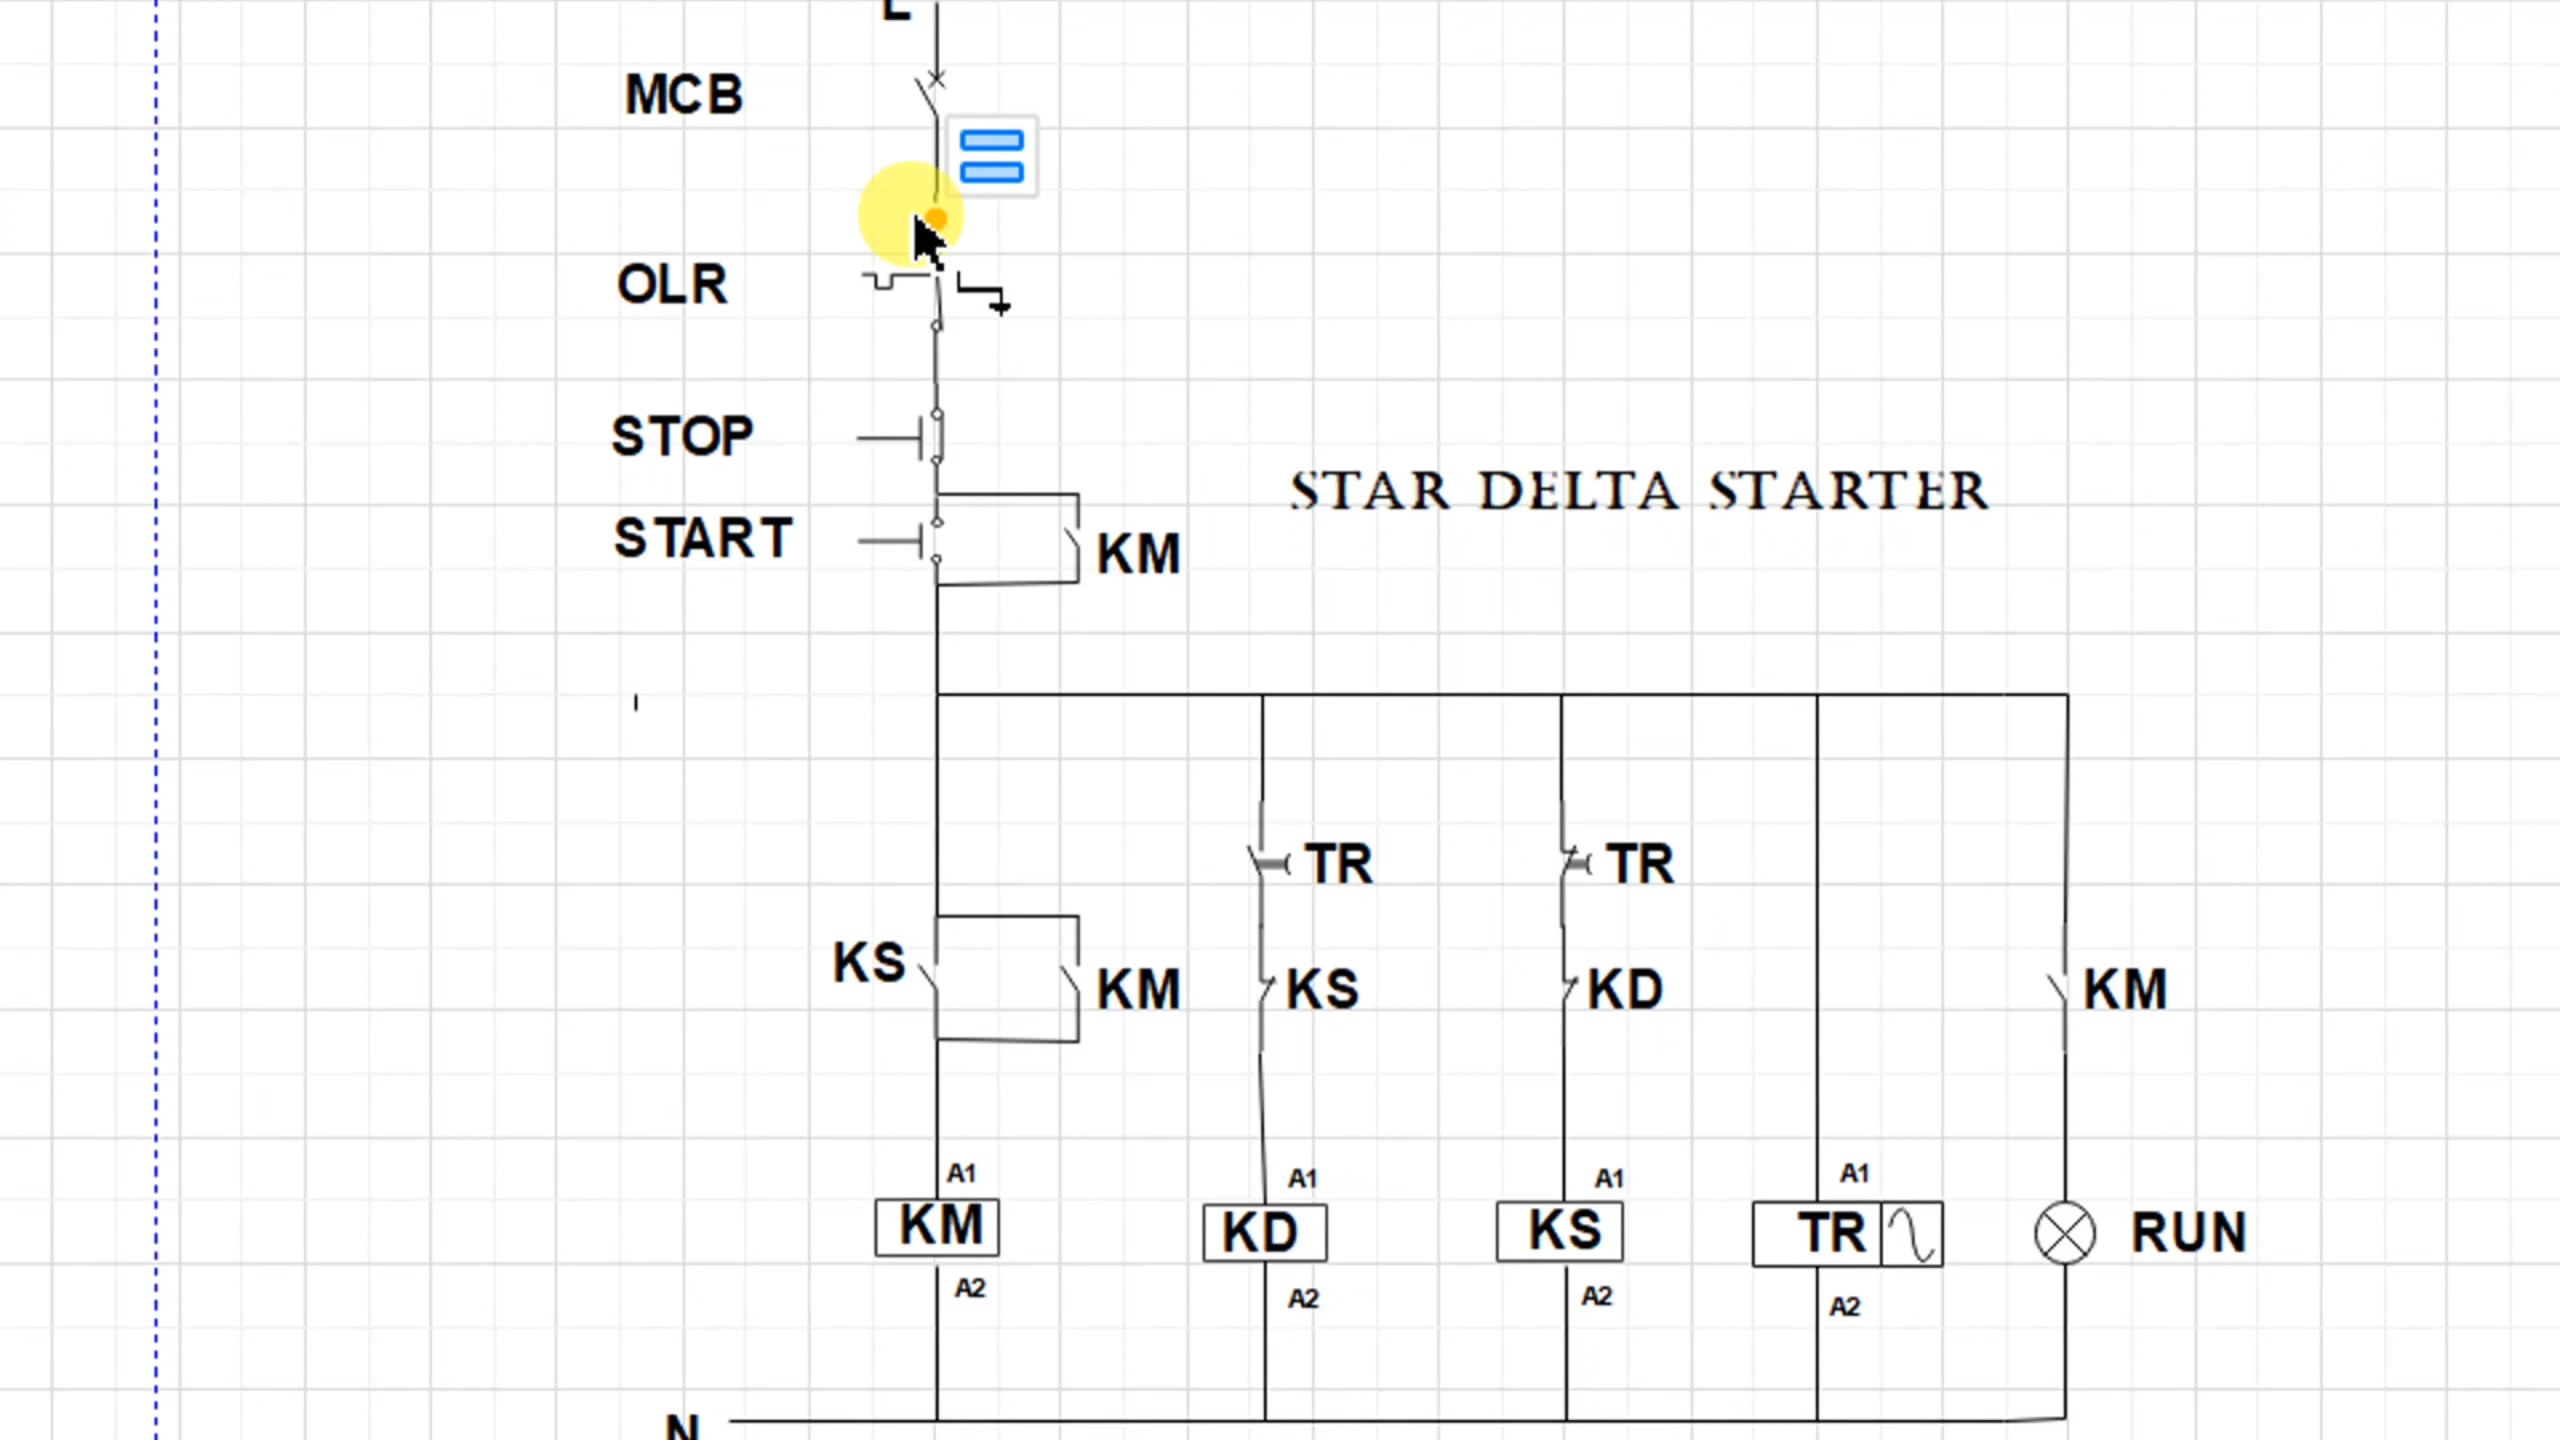 L
MCB
OLR
STOP
STAR DELTA STARTER
START
KM
TR
TR
KS
KM
KS
KD
KM
A1
A1
A1
A1
KM
KD
KS
TR
RUN
A2
A2
A2
A2
N